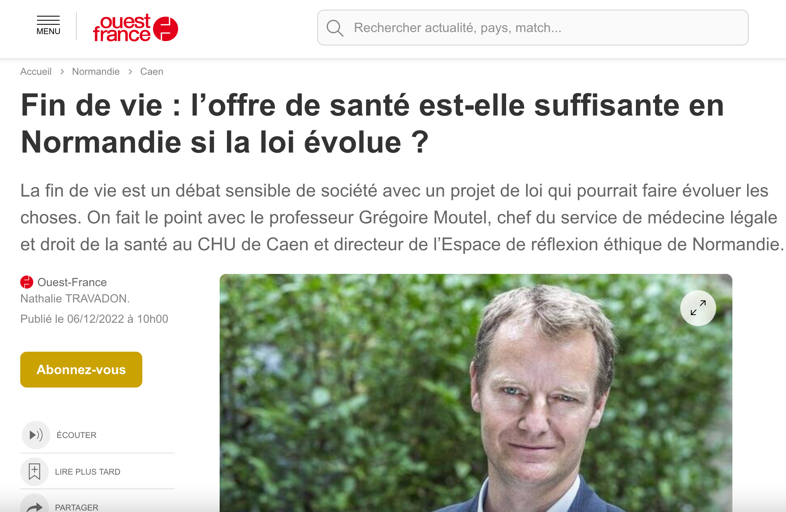 MENU
ouest
france
Rechercher actualité, pays, match...
Accueil > Normandie > Caen
Fin de vie : l’offre de santé est-elle suffisante en
Normandie si la loi évolue ?
La fin de vie est un débat sensible de société avec un projet de loi qui pourrait faire évoluer les
choses. On fait le point avec le professeur Grégoire Moutel, chef du service de médecine légale
et droit de la santé au CHU de Caen et directeur de l’Espace de réflexion éthique de Normandie.
Ouest-France
Nathalie TRAVADON.
Publié le 06/12/2022 à 10h00
Abonnez-vous
ÉCOUTER
LIRE PLUS TARD
PARTAGER